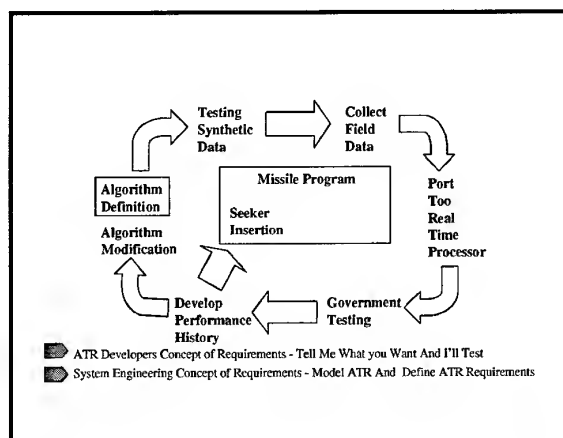 Testing
Synthetic
Data
Collect
Field
Data
Missile Program
Seeker
Insertion
Algorithm
Definition
Algorithm
Modification
Port
Too
Real
Time
Processor
Develop
Performance
History
Government
Testing
ATR Developers Concept of Requirements - Tell Me What you Want And I'll Test
System Engineering Concept of Requirements - Model ATR And Define ATR Requirements